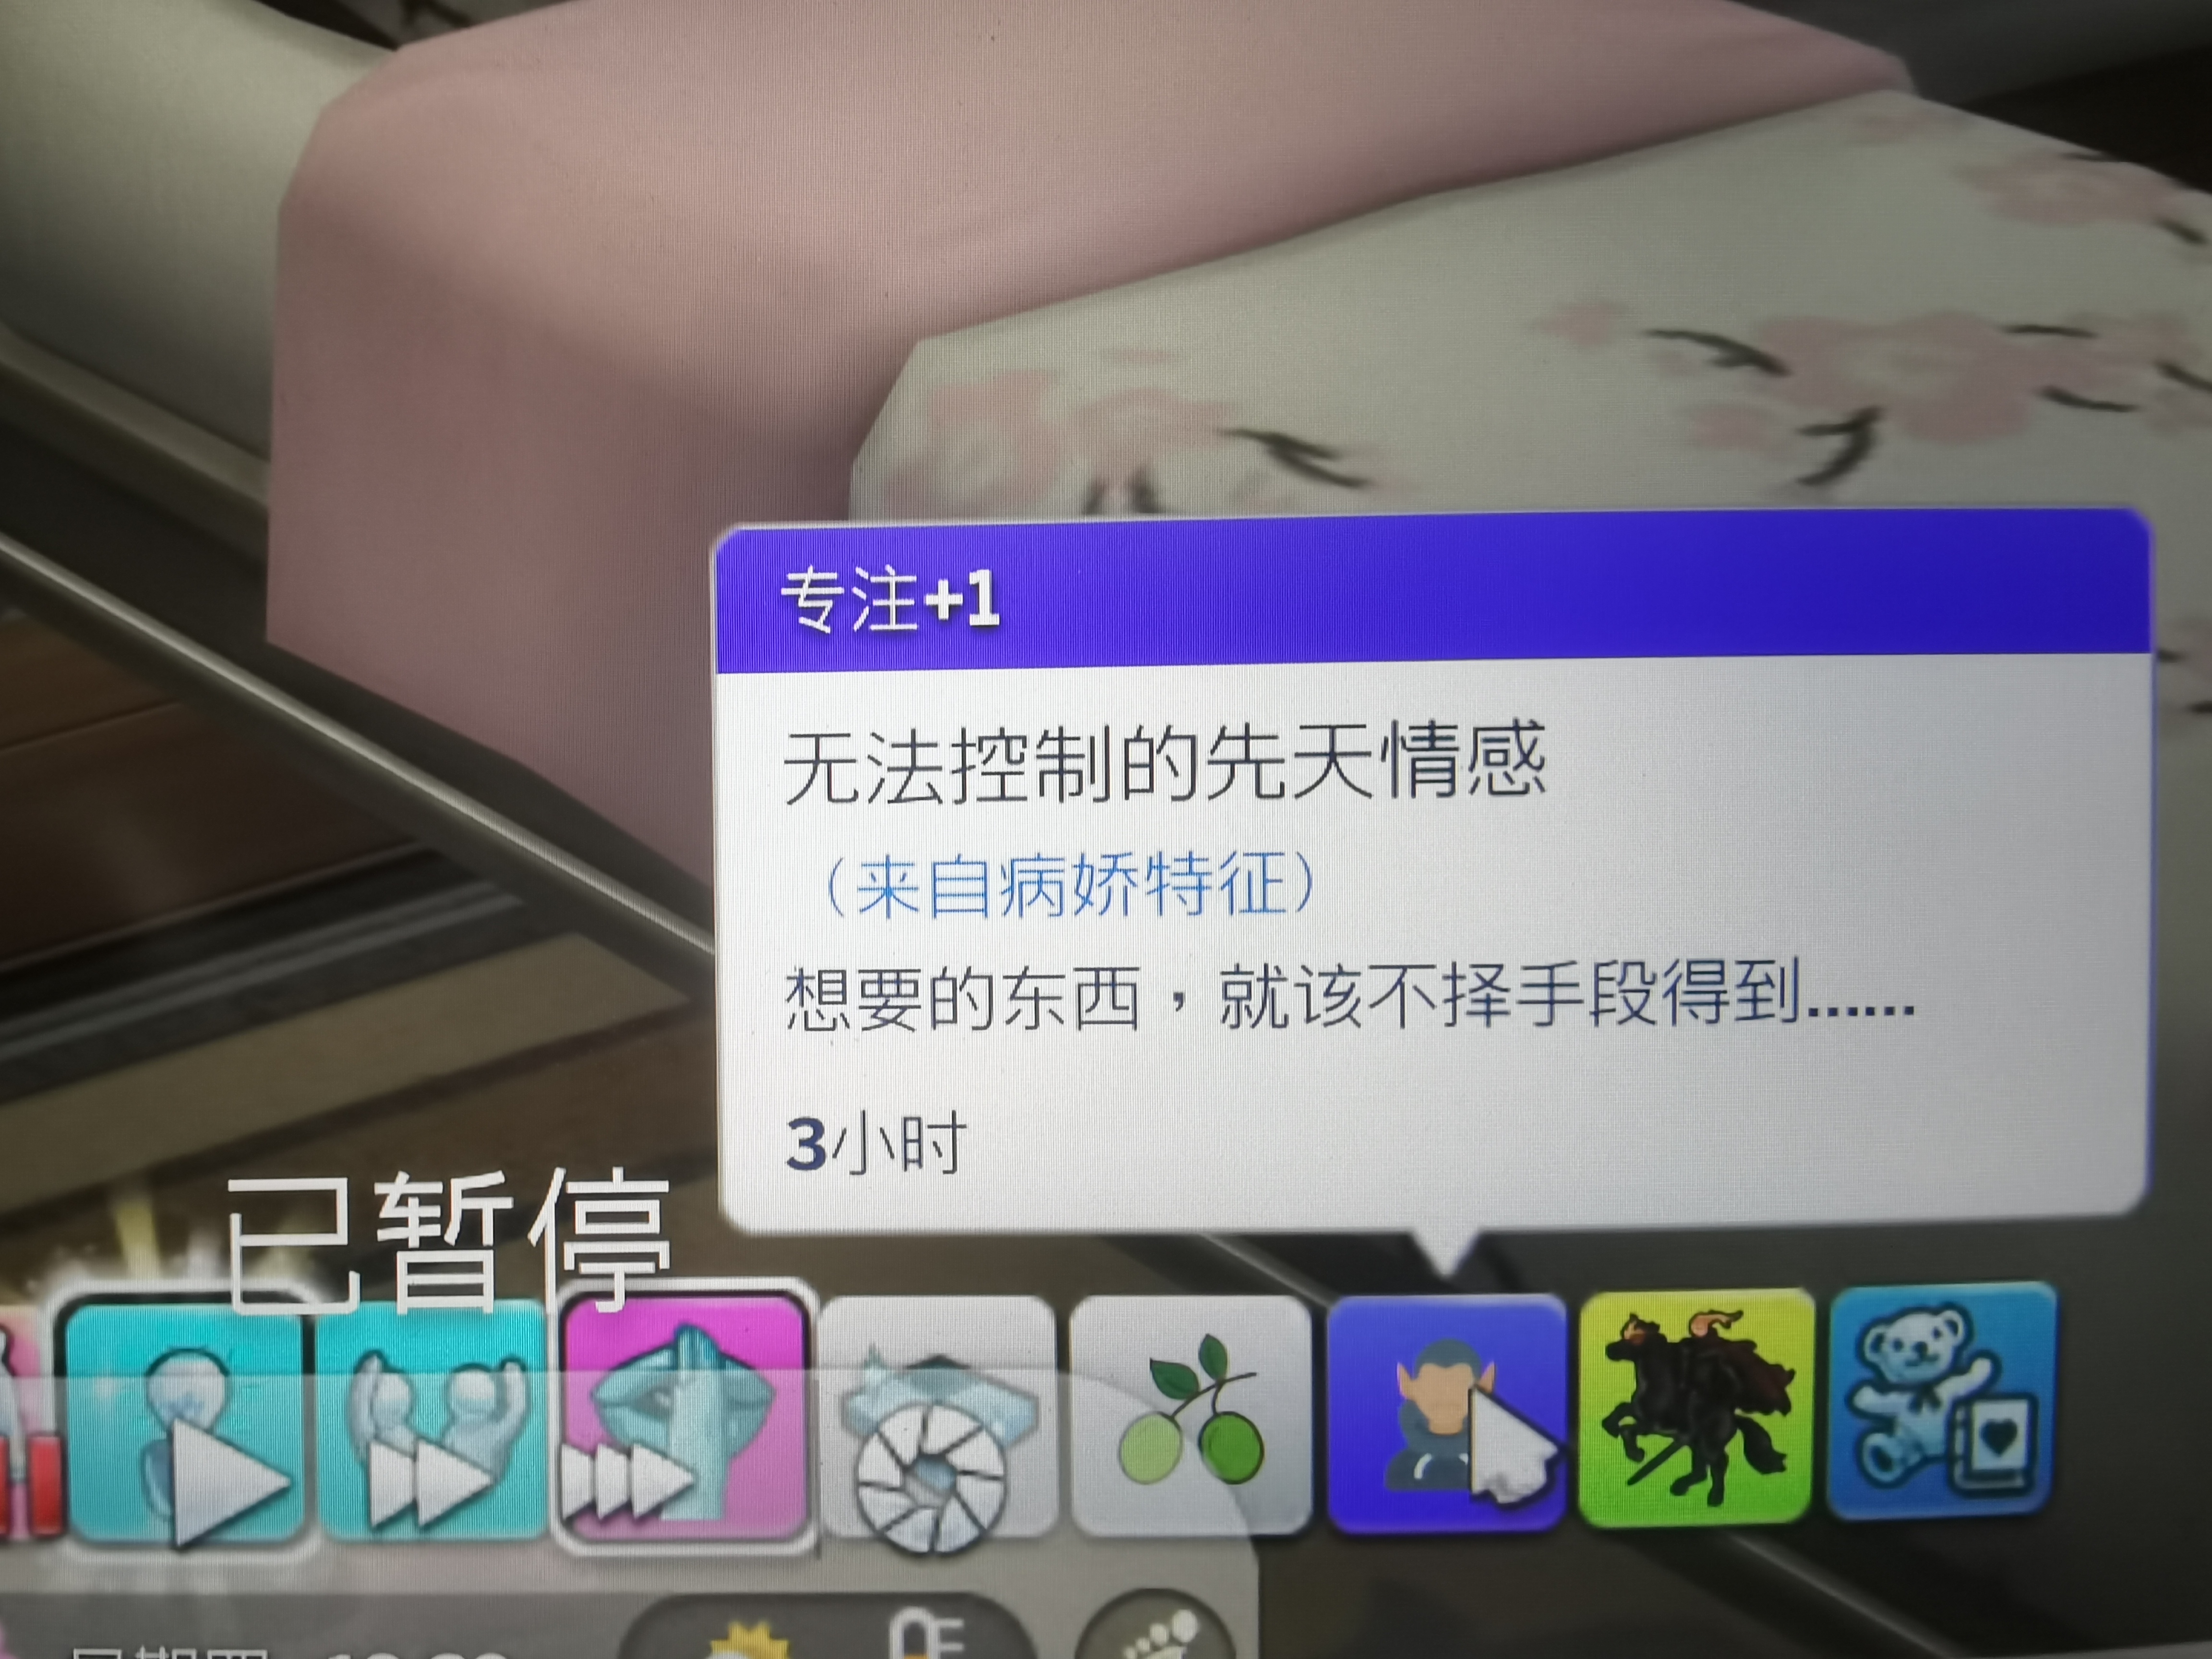 专注+1
无法控制的先天情感
（来自病娇特征）
想要的东西，就该不择手段得到......
3小时
已暂停